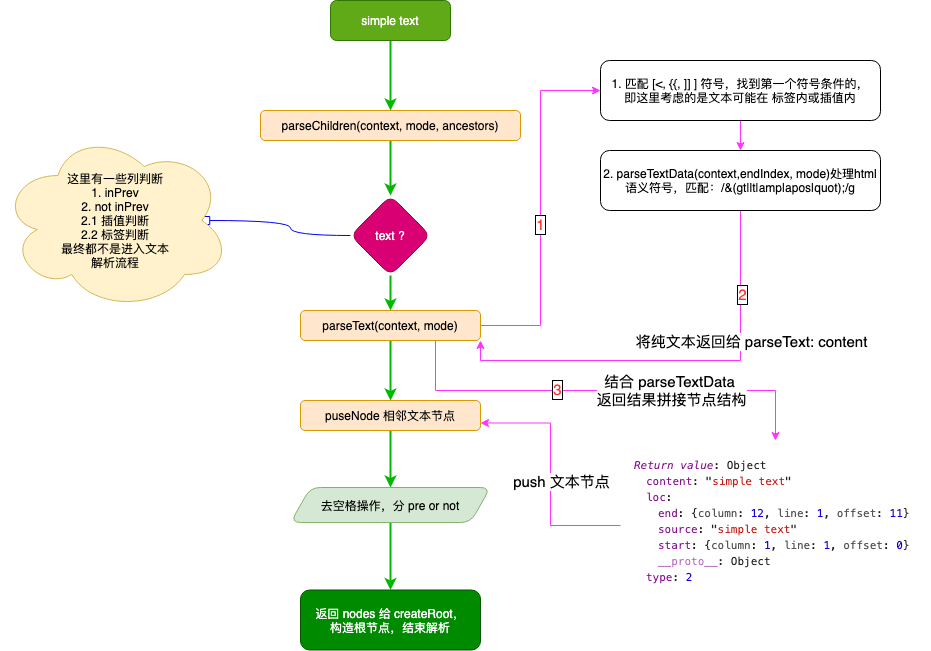 simple text
parseChildren(context, mode, ancestors)
这里有一些列判断
1. inPrev
2. not inPrev
2.1 插值判断
2.2 标签判断
最终都不是进入文本
解析流程
text ?
parseText(context, mode)
1
1. 匹配 [<, {{, ]] ] 符号，找到第一个符号条件的，
即这里考虑的是文本可能在 标签内或插值内
2. parseTextData(context,endIndex, mode)处理html
语义符号，匹配：/&(gt|lt|amp|apos|quot);/g
2
将纯文本返回给 parseText: content
3
结合 parseTextData
返回结果拼接节点结构
puseNode 相邻文本节点
push 文本节点
Return value: Object
content: "simple text"
loc:
end: {column: 12, line: 1, offset: 11}
source: "simple text"
start: {column: 1, line: 1, offset: 0}
__proto__: Object
type: 2
去空格操作，分 pre or not
返回 nodes 给 createRoot，
构造根节点，结束解析